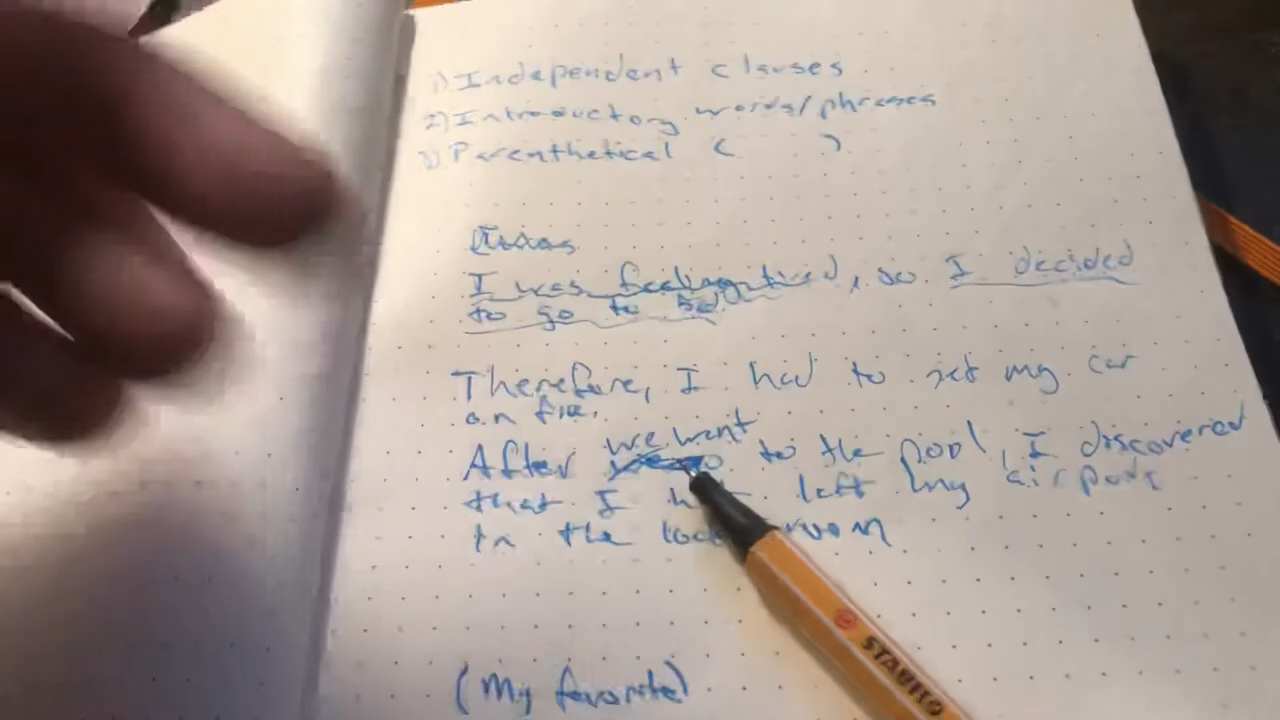 1) Independent clauses
2) Introductory words/phrases
3) Parenthetical ( )
I was feeling tired, so I decided
to go to bed
Therefore, I had to set my car
on fire.
we went
After to the pool, I discovered
that I left my airpods
in the room
(My favorite)
STABILO